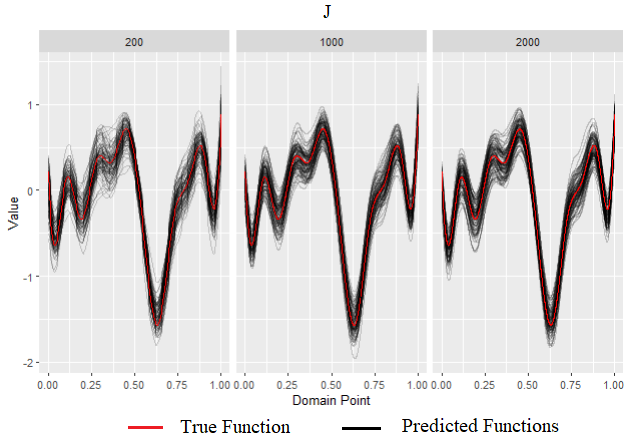 J
200 1000 2000
Value
1
0
-1
-2
0.00 0.25 0.50 0.75 1.00 0.00 0.25 0.50 0.75 1.00 0.00 0.25 0.50 0.75 1.00
Domain Point
True Function Predicted Functions